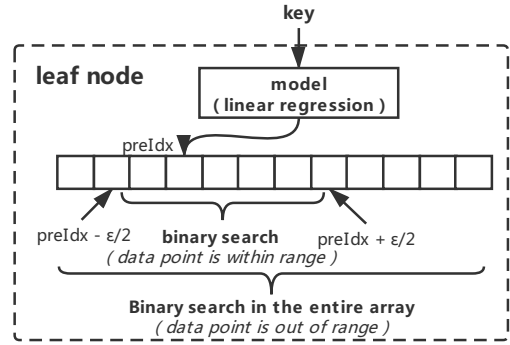 key
leaf node
model
( linear regression )
preIdx
preIdx - ε/2
binary search
( data point is within range )
preIdx + ε/2
Binary search in the entire array
( data point is out of range )